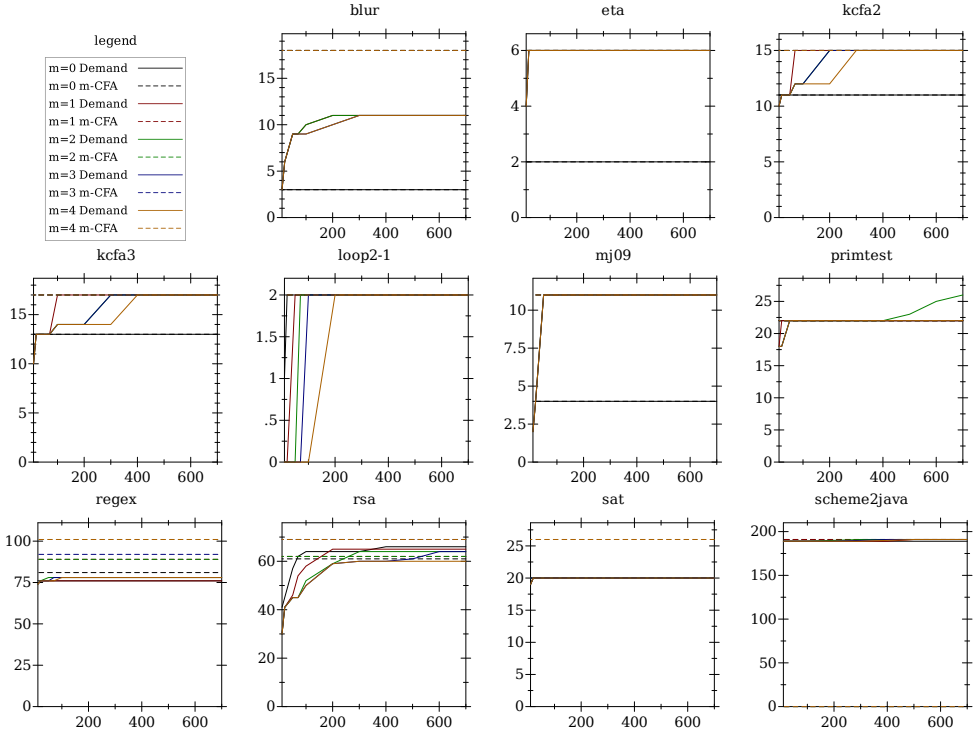 legend
m=0 Demand
m=0 m-CFA
m=1 Demand
m=1 m-CFA
m=2 Demand
m=2 m-CFA
m=3 Demand
m=3 m-CFA
m=4 Demand
m=4 m-CFA
blur
15
10
5
0
200 400 600
eta
6
4
2
0
200 400 600
kcfa2
15
10
5
0
200 400 600
kcfa3
15
10
5
0
200 400 600
loop2-1
2
1.5
1
.5
0
200 400 600
mj09
10
7.5
5
2.5
0
200 400 600
primtest
25
20
15
10
5
0
200 400 600
regex
100
75
50
25
0
200 400 600
rsa
60
40
20
0
200 400 600
sat
25
20
15
10
5
0
200 400 600
scheme2java
200
150
100
50
0
200 400 600